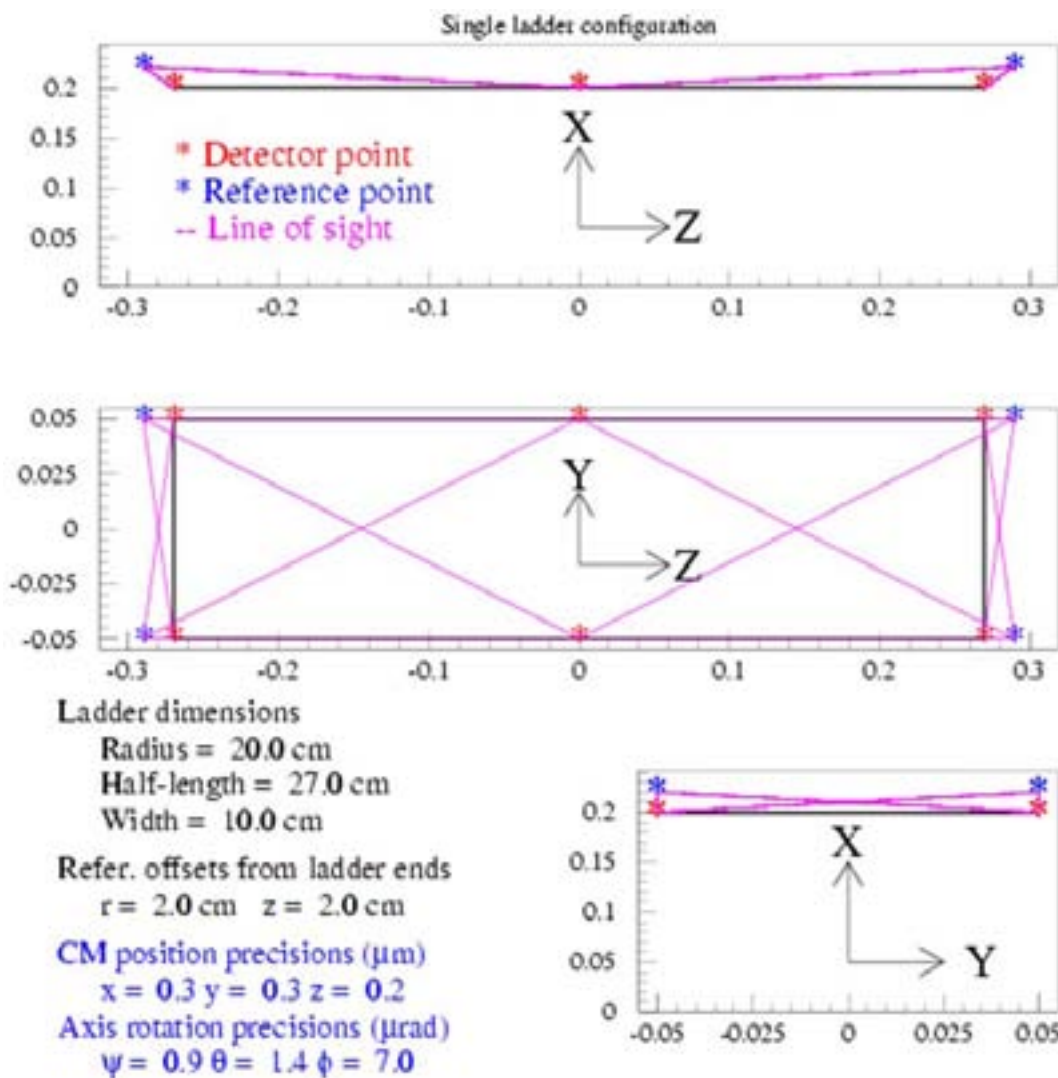 Single ladder configuration
0.2
0.15
0.1
0.05
0
* Detector point
* Reference point
-- Line of sight
X
Z
-0.3 -0.2 -0.1 0 0.1 0.2 0.3
0.05
0.025
0
-0.025
-0.05
Y
Z
-0.3 -0.2 -0.1 0 0.1 0.2 0.3
Ladder dimensions
Radius = 20.0 cm
Half-length = 27.0 cm
Width = 10.0 cm
Refer. offsets from ladder ends
r = 2.0 cm z = 2.0 cm
CM position precisions (μm)
x = 0.3 y = 0.3 z = 0.2
Axis rotation precisions (μrad)
ψ = 0.9 θ = 1.4 ϕ = 7.0
0.2
0.15
0.1
0.05
0
X
Y
-0.05 -0.025 0 0.025 0.05